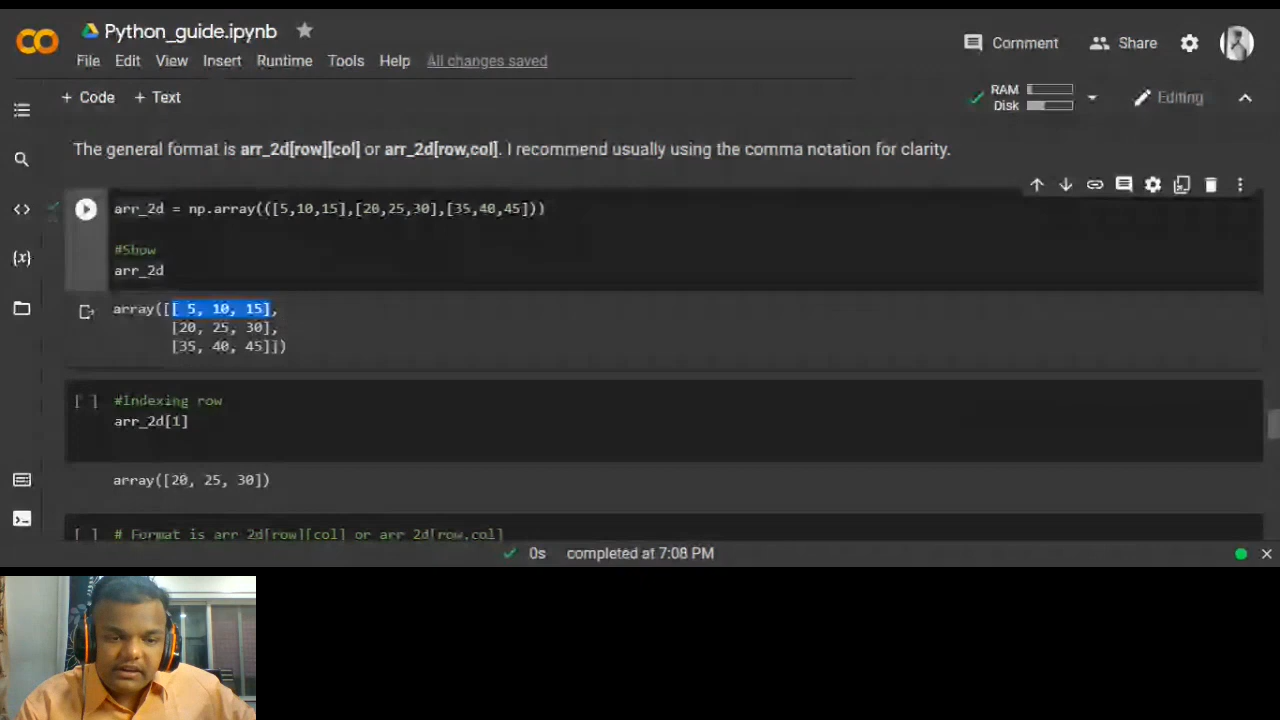 Python_guide.ipynb
File Edit View Insert Runtime Tools Help All changes saved
Comment Share
+ Code + Text
RAM
Disk
Editing
The general format is arr_2d[row][col] or arr_2d[row,col]. I recommend usually using the comma notation for clarity.
arr_2d = np.array(([5,10,15],[20,25,30],[35,40,45]))
#Show
arr_2d
array([[ 5, 10, 15],
[20, 25, 30],
[35, 40, 45]])
[ ] #Indexing row
arr_2d[1]
array([20, 25, 30])
[ ] # Format is arr_2d[row][col] or arr_2d[row,col]
0s completed at 7:08 PM